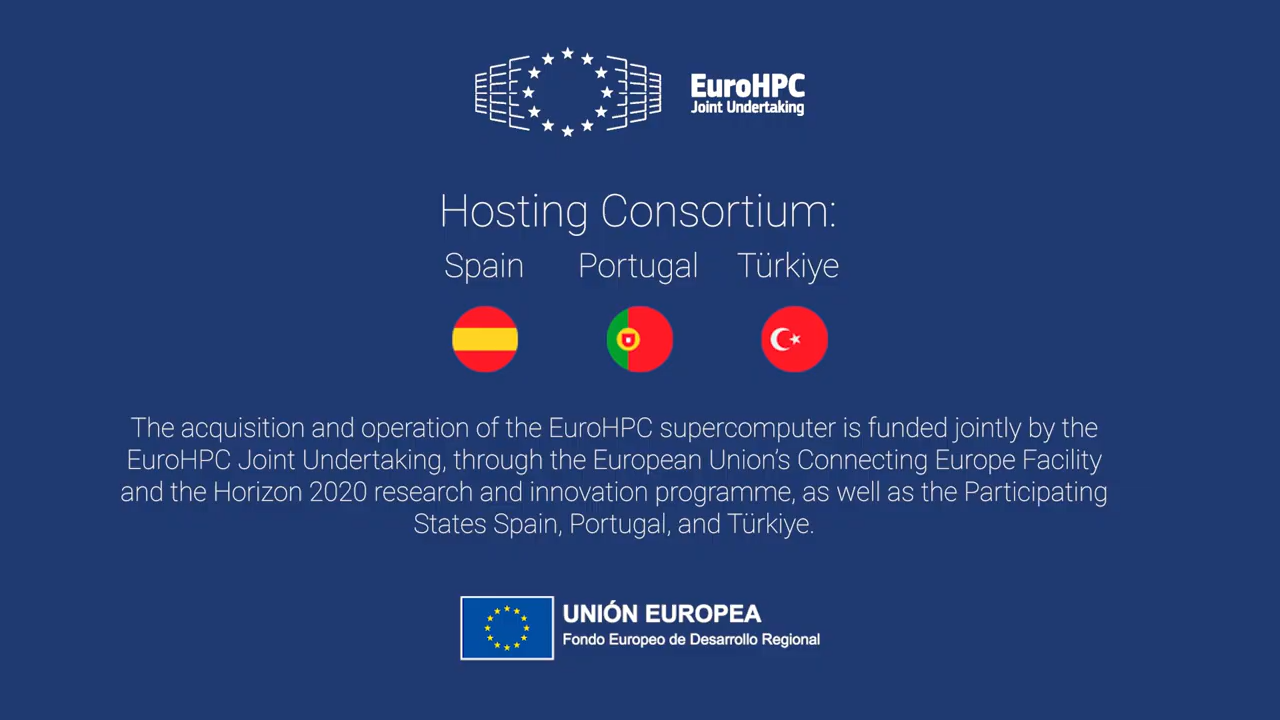 EuroHPC
Joint Undertaking
Hosting Consortium:
Spain Portugal Türkiye
The acquisition and operation of the EuroHPC supercomputer is funded jointly by the
EuroHPC Joint Undertaking, through the European Union's Connecting Europe Facility
and the Horizon 2020 research and innovation programme, as well as the Participating
States Spain, Portugal, and Türkiye.
UNIÓN EUROPEA
Fondo Europeo de Desarrollo Regional